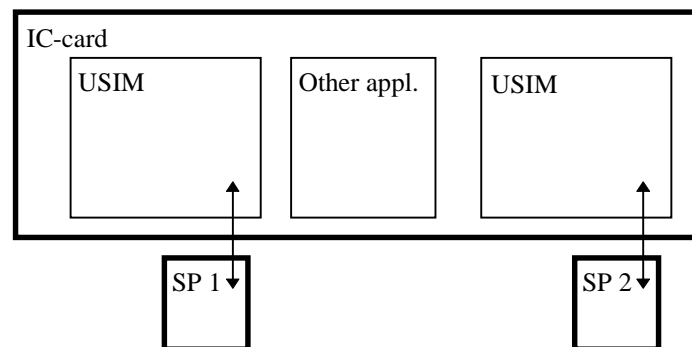 IC-card
USIM
Other appl.
USIM
SP 1
SP 2